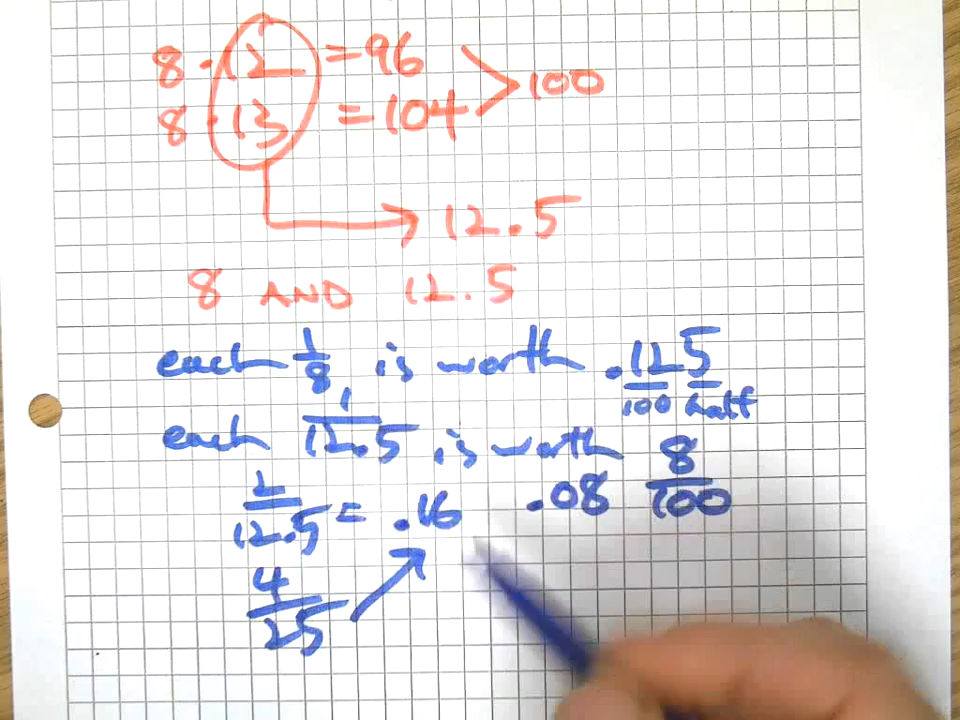 8 · 12 = 96
8 · 13 = 104 > 100
12.5
8 AND 12.5
each 1/8 is worth .125
100 half
each 1/12.5 is worth
.08 8/100
2/12.5 = .16
4/25